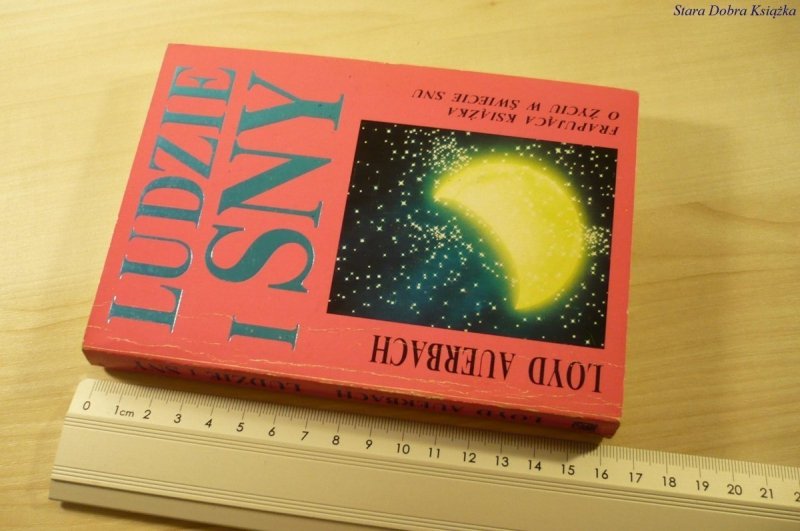 Stara Dobra Książka
LUDZIE
I SNY
FRAPUJĄCA KSIĄŻKA
O ŻYCIU W ŚWIECIE SNU
LOYD AUERBACH
LOYD AUERBACH LUDZIE I SNY
0 1cm 2 3 4 5 6 7 8 9 10 11 12 13 14 15 16 17 18 19 20 21